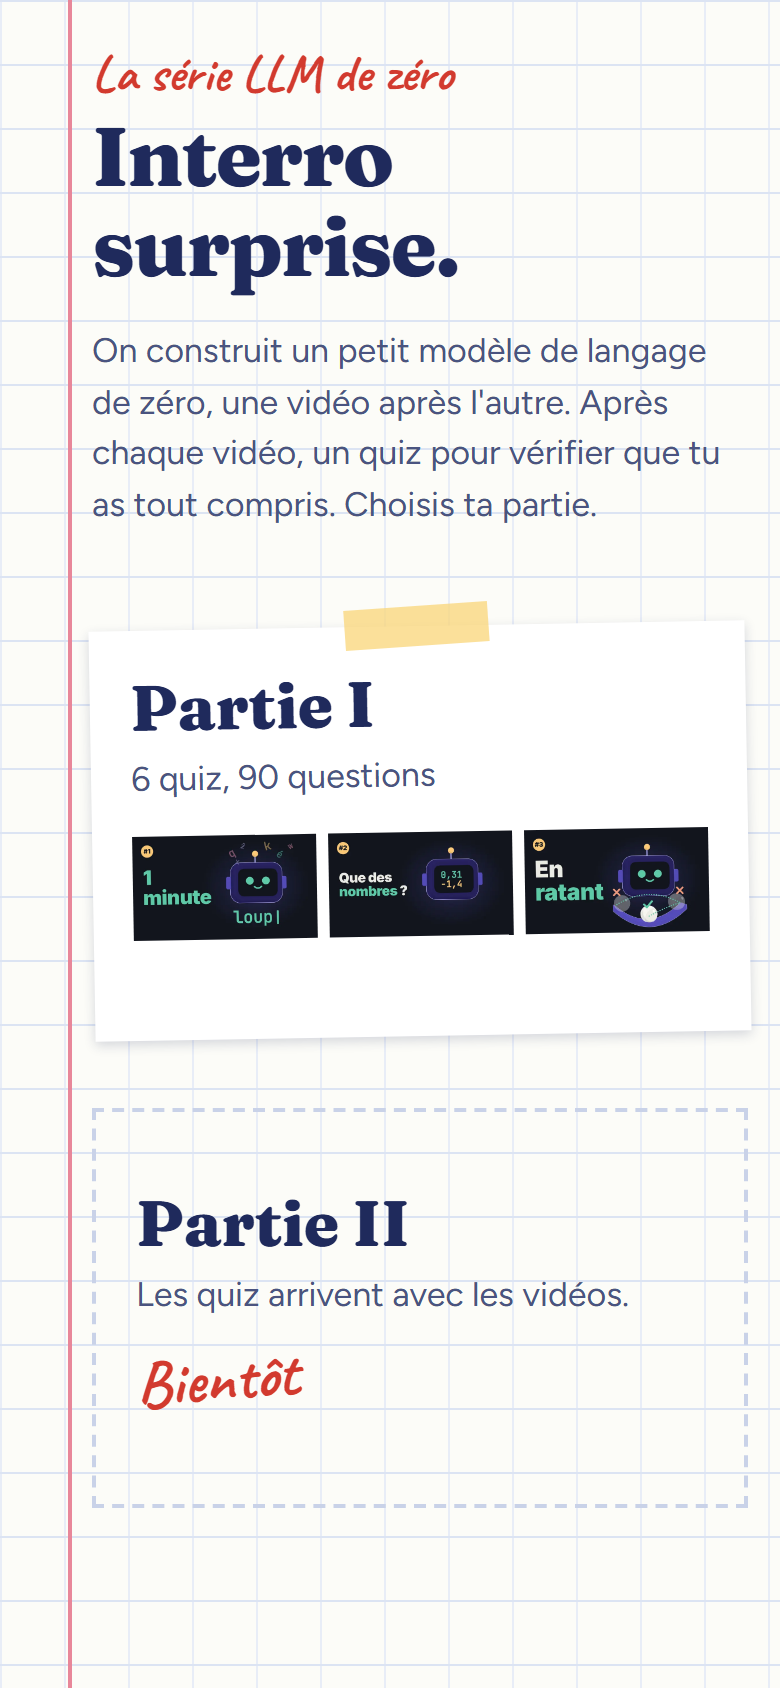 La série LLM de zéro
Interro
surprise.
On construit un petit modèle de langage
de zéro, une vidéo après l'autre. Après
chaque vidéo, un quiz pour vérifier que tu
as tout compris. Choisis ta partie.
Partie I
6 quiz, 90 questions
#1
1
minute
loup|
#2
Que des
nombres ?
0,31
-1,4
#3
En
ratant
Partie II
Les quiz arrivent avec les vidéos.
Bientôt